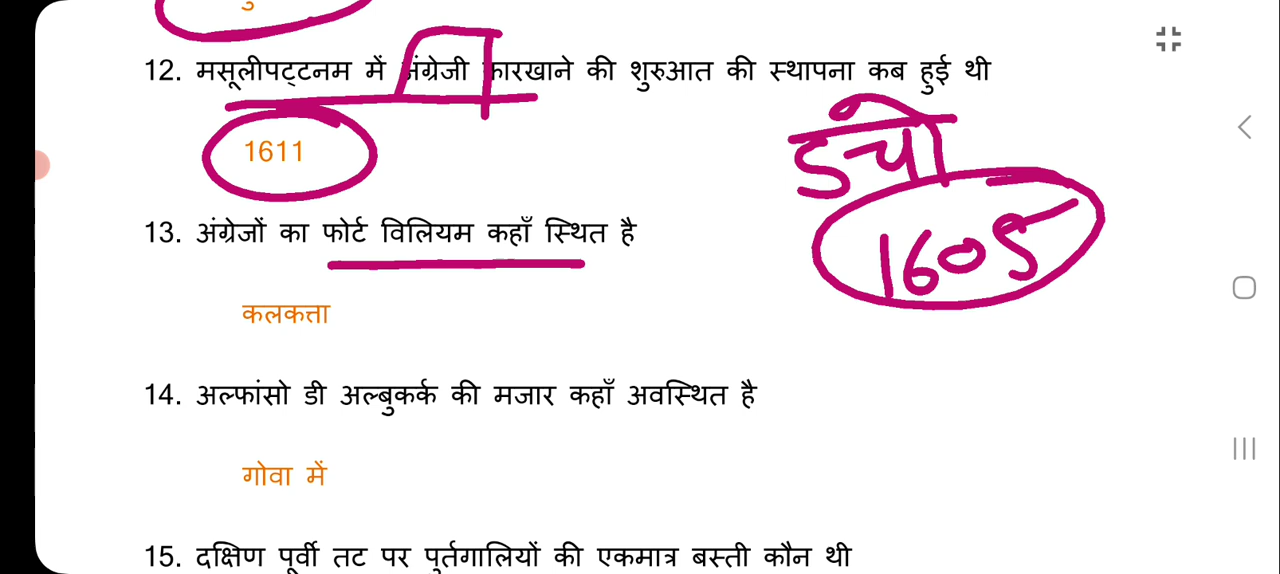 12. मसूलीपट्टनम में अंग्रेजी कारखाने की शुरुआत की स्थापना कब हुई थी
1611
डचो
1605
13. अंग्रेजों का फोर्ट विलियम कहाँ स्थित है
कलकत्ता
14. अल्फांसो डी अल्बुकर्क की मजार कहाँ अवस्थित है
गोवा में
15. दक्षिण पूर्वी तट पर पुर्तगालियों की एकमात्र बस्ती कौन थी